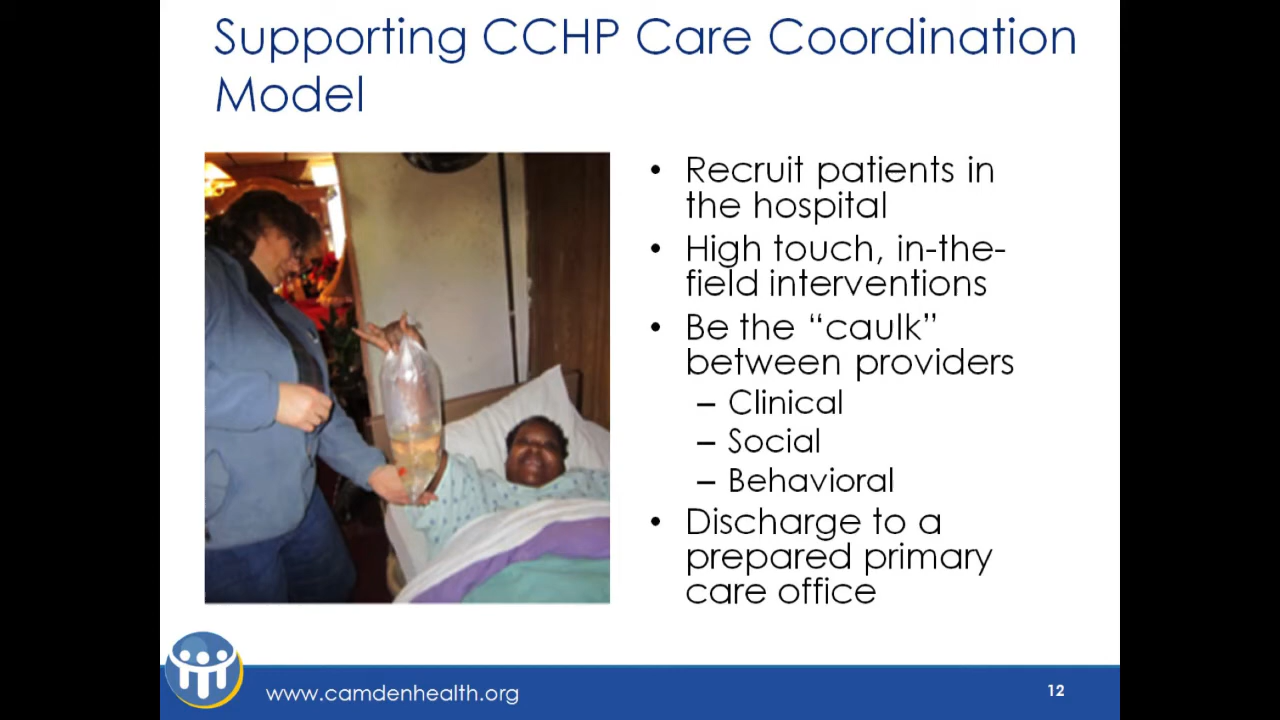 Supporting CCHP Care Coordination
Model
• Recruit patients in
the hospital
• High touch, in-the-
field interventions
• Be the “caulk”
between providers
– Clinical
– Social
– Behavioral
• Discharge to a
prepared primary
care office
www.camdenhealth.org
12